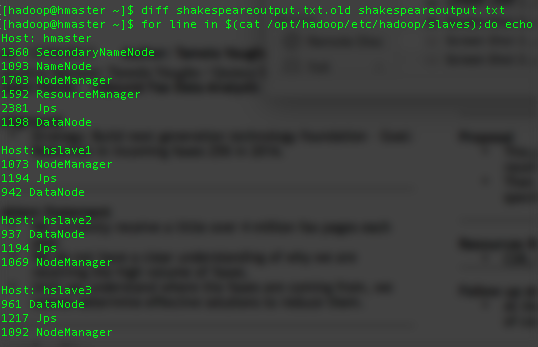 [hadoop@hmaster ~]$ diff shakespeareoutput.txt.old shakespeareoutput.txt
[hadoop@hmaster ~]$ for line in $(cat /opt/hadoop/etc/hadoop/slaves);do echo
Host: hmaster
1360 SecondaryNameNode
1093 NameNode
1703 NodeManager
1592 ResourceManager
2381 Jps
1198 DataNode
Host: hslave1
1073 NodeManager
1194 Jps
942 DataNode
Host: hslave2
937 DataNode
1194 Jps
1069 NodeManager
Host: hslave3
961 DataNode
1217 Jps
1092 NodeManager